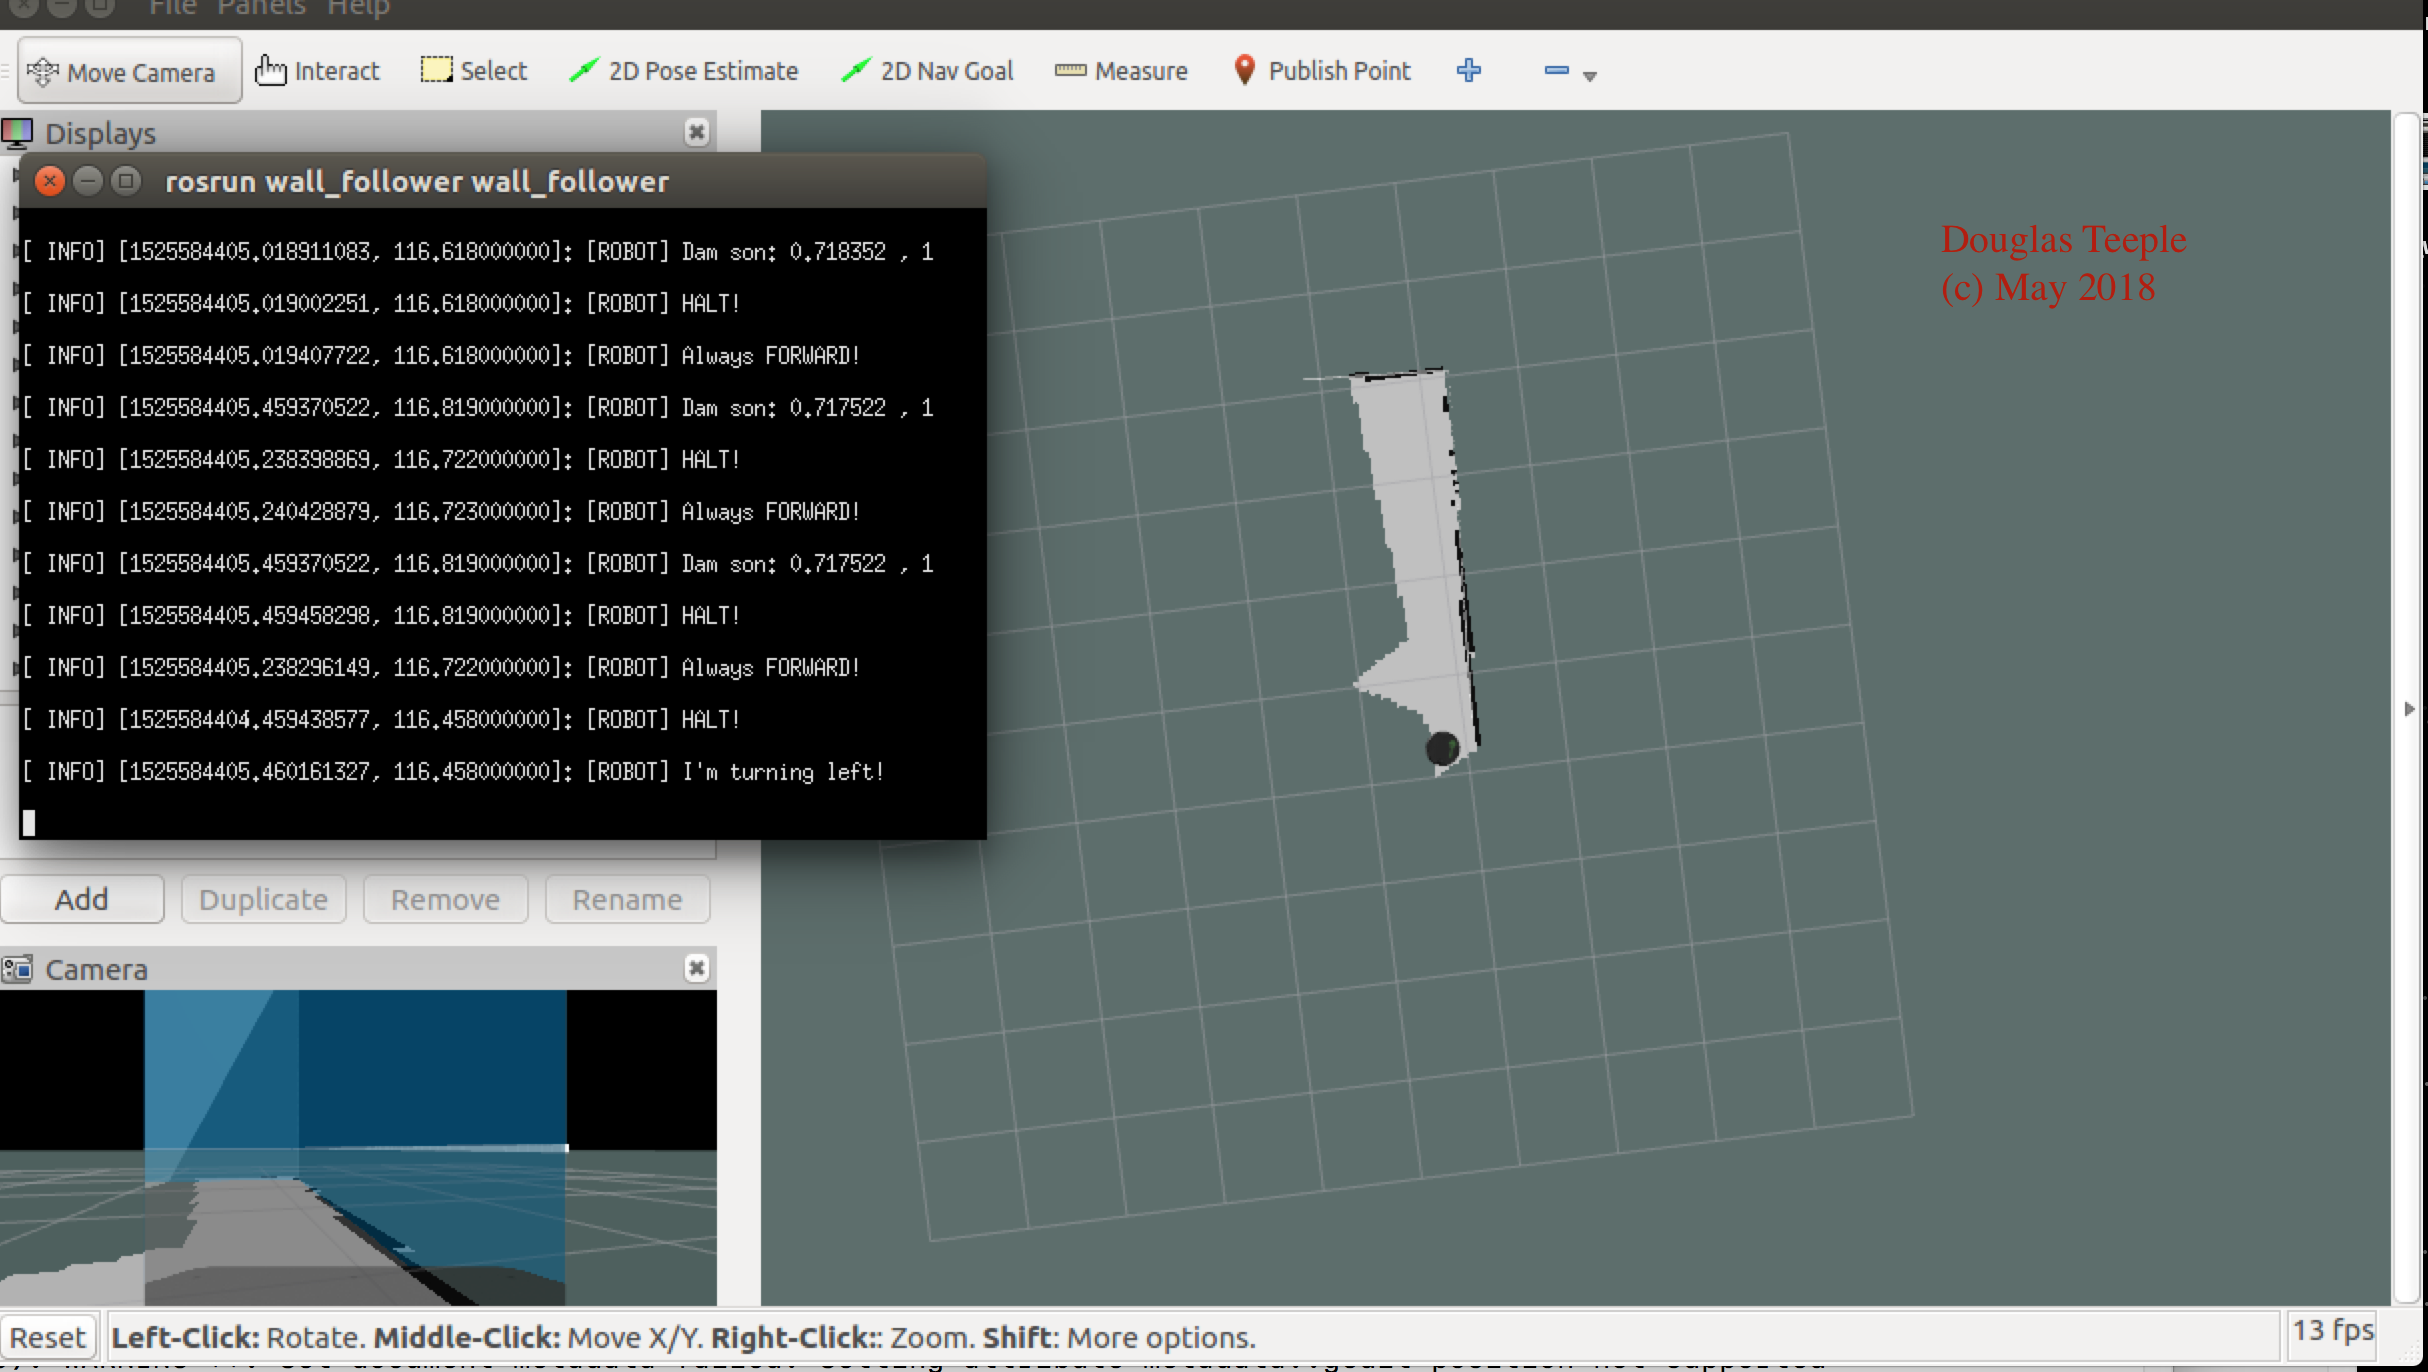 File Panels Help
Move Camera Interact Select 2D Pose Estimate 2D Nav Goal Measure Publish Point
Displays
rosrun wall_follower wall_follower
[ INFO] [1525584405.018911083, 116.618000000]: [ROBOT] Dam son: 0.718352 , 1
[ INFO] [1525584405.019002251, 116.618000000]: [ROBOT] HALT!
[ INFO] [1525584405.019407722, 116.618000000]: [ROBOT] Always FORWARD!
[ INFO] [1525584405.459370522, 116.819000000]: [ROBOT] Dam son: 0.717522 , 1
[ INFO] [1525584405.238398869, 116.722000000]: [ROBOT] HALT!
[ INFO] [1525584405.240428879, 116.723000000]: [ROBOT] Always FORWARD!
[ INFO] [1525584405.459370522, 116.819000000]: [ROBOT] Dam son: 0.717522 , 1
[ INFO] [1525584405.459458298, 116.819000000]: [ROBOT] HALT!
[ INFO] [1525584405.238296149, 116.722000000]: [ROBOT] Always FORWARD!
[ INFO] [1525584404.459438577, 116.458000000]: [ROBOT] HALT!
[ INFO] [1525584405.460161327, 116.458000000]: [ROBOT] I'm turning left!
Douglas Teeple
(c) May 2018
Add Duplicate Remove Rename
Camera
Reset Left-Click: Rotate. Middle-Click: Move X/Y. Right-Click:: Zoom. Shift: More options. 13 fps